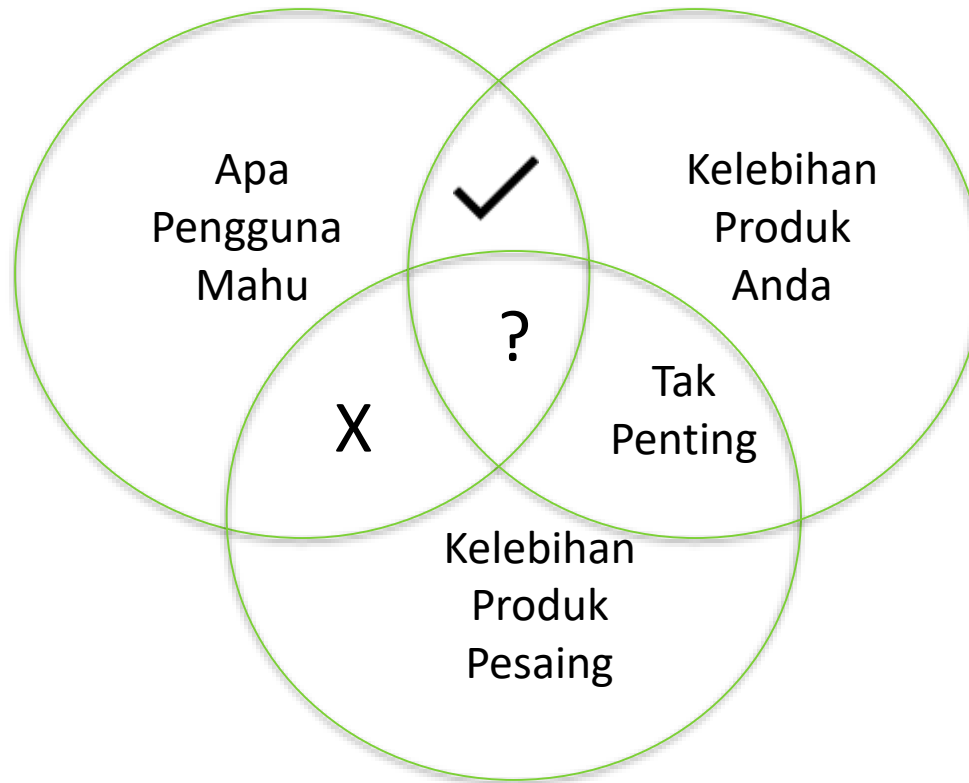 Apa
Pengguna
Mahu
✓
Kelebihan
Produk
Anda
?
X
Tak
Penting
Kelebihan
Produk
Pesaing